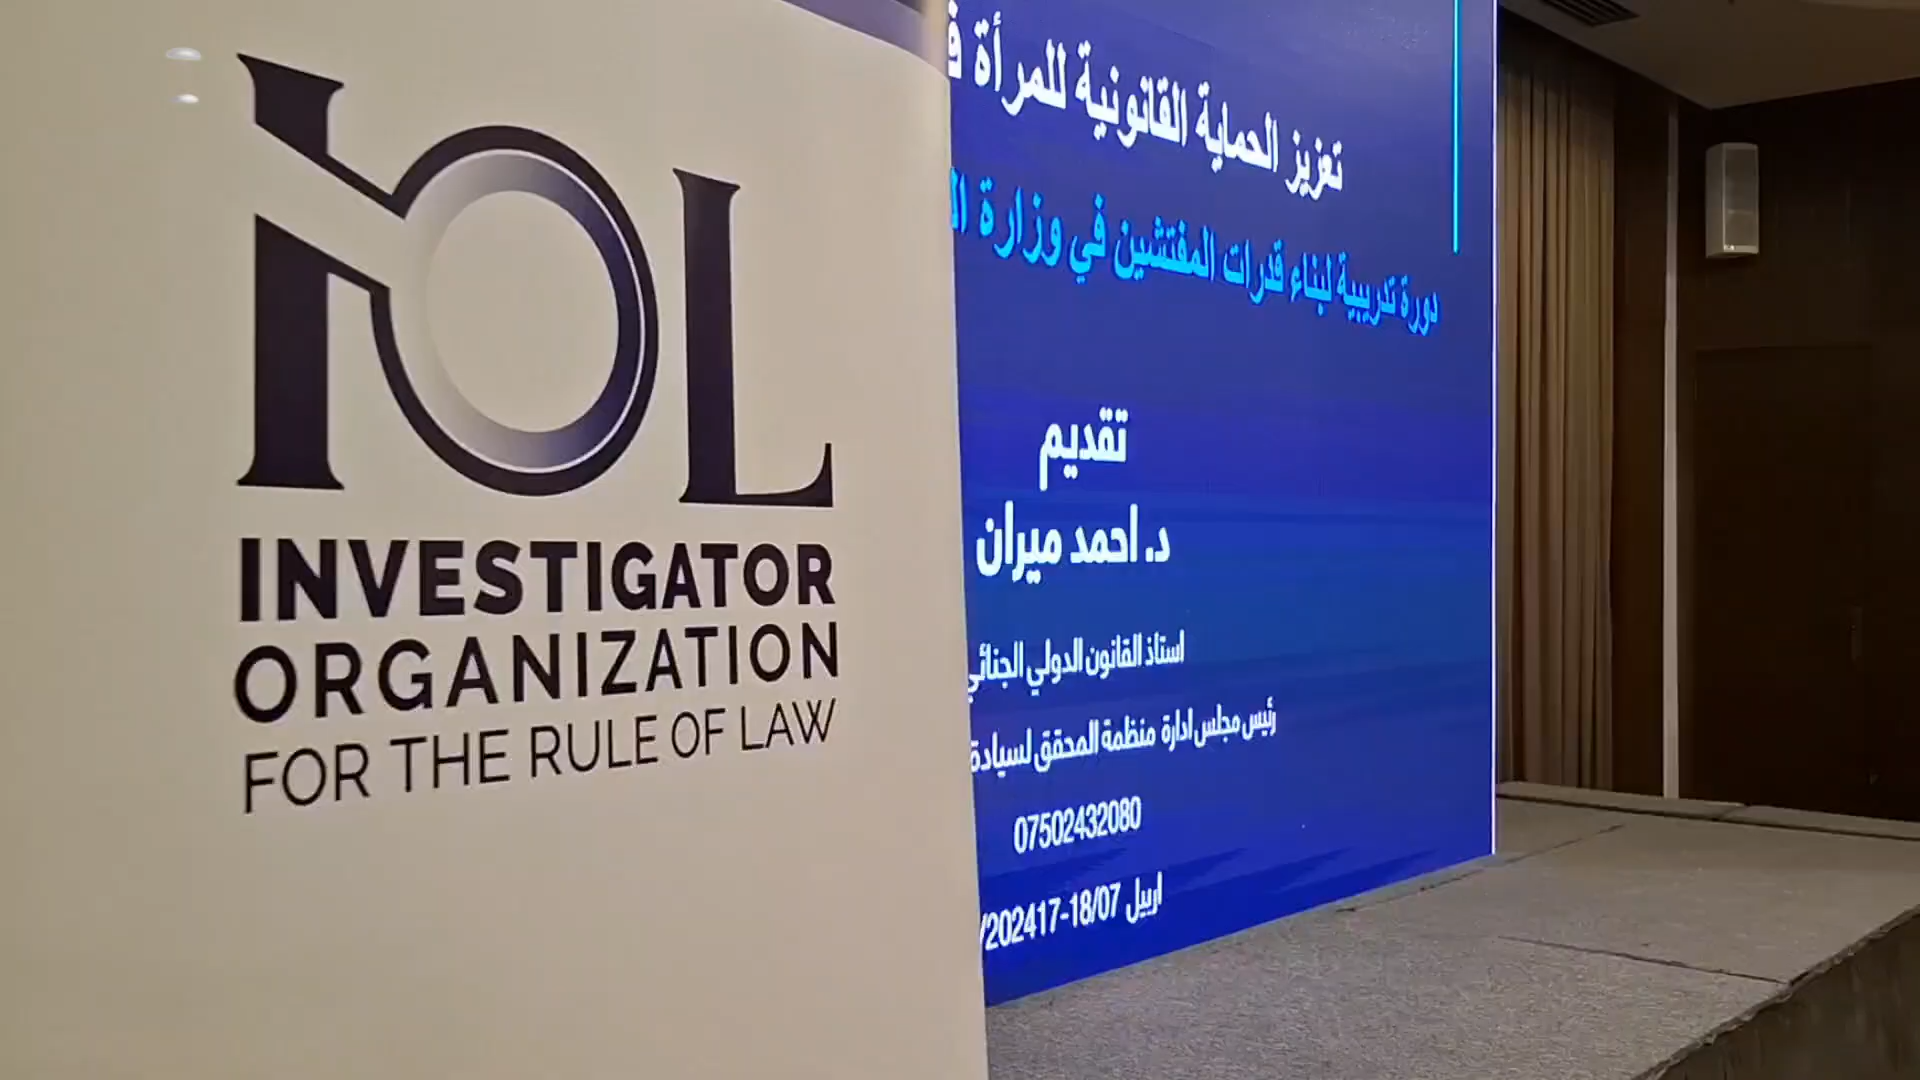 IOL
INVESTIGATOR
ORGANIZATION
FOR THE RULE OF LAW
تعزيز الحماية القانونية للمرأة
دورة تدريبية لبناء قدرات المفتشين في وزارة
تقديم
د. احمد ميران
استاذ القانون الدولي الجنائي
رئيس مجلس ادارة منظمة المحقق لسيادة
07502432080
اربيل 17-18/07/2024